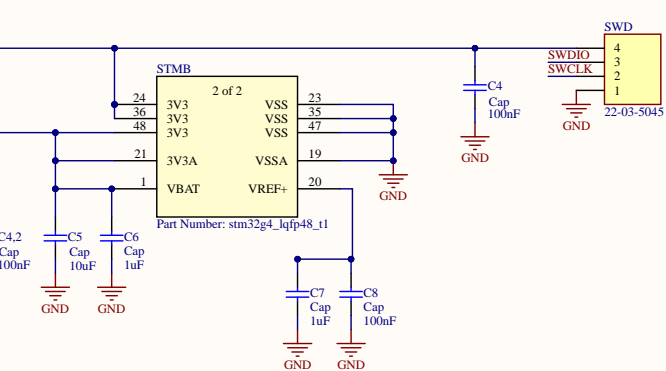 SWD
SWDIO
SWCLK
4
3
2
1
22-03-5045
GND
C4
Cap
100nF
GND
STMB
2 of 2
24 3V3 VSS 23
36 3V3 VSS 35
48 3V3 VSS 47
21 3V3A VSSA 19
1 VBAT VREF+ 20
GND
Part Number: stm32g4_lqfp48_t1
C4,2
Cap
100nF
C5
Cap
10uF
GND
C6
Cap
1uF
GND
C7
Cap
1uF
GND
C8
Cap
100nF
GND